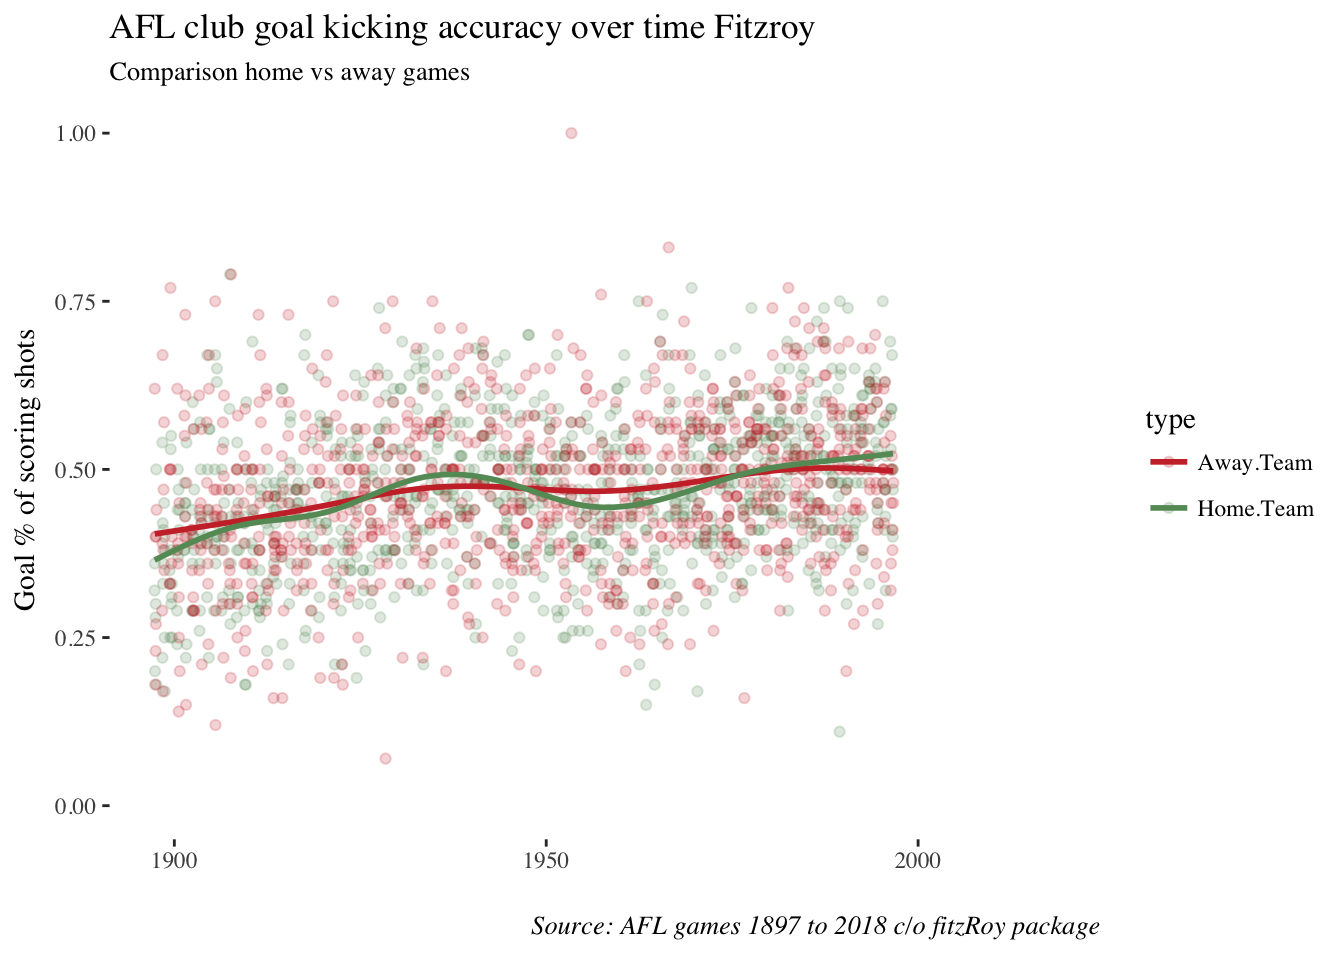 AFL club goal kicking accuracy over time Fitzroy
Comparison home vs away games
1.00
0.75
0.50
0.25
0.00
Goal % of scoring shots
1900 1950 2000
type
Away.Team
Home.Team
Source: AFL games 1897 to 2018 c/o fitzRoy package